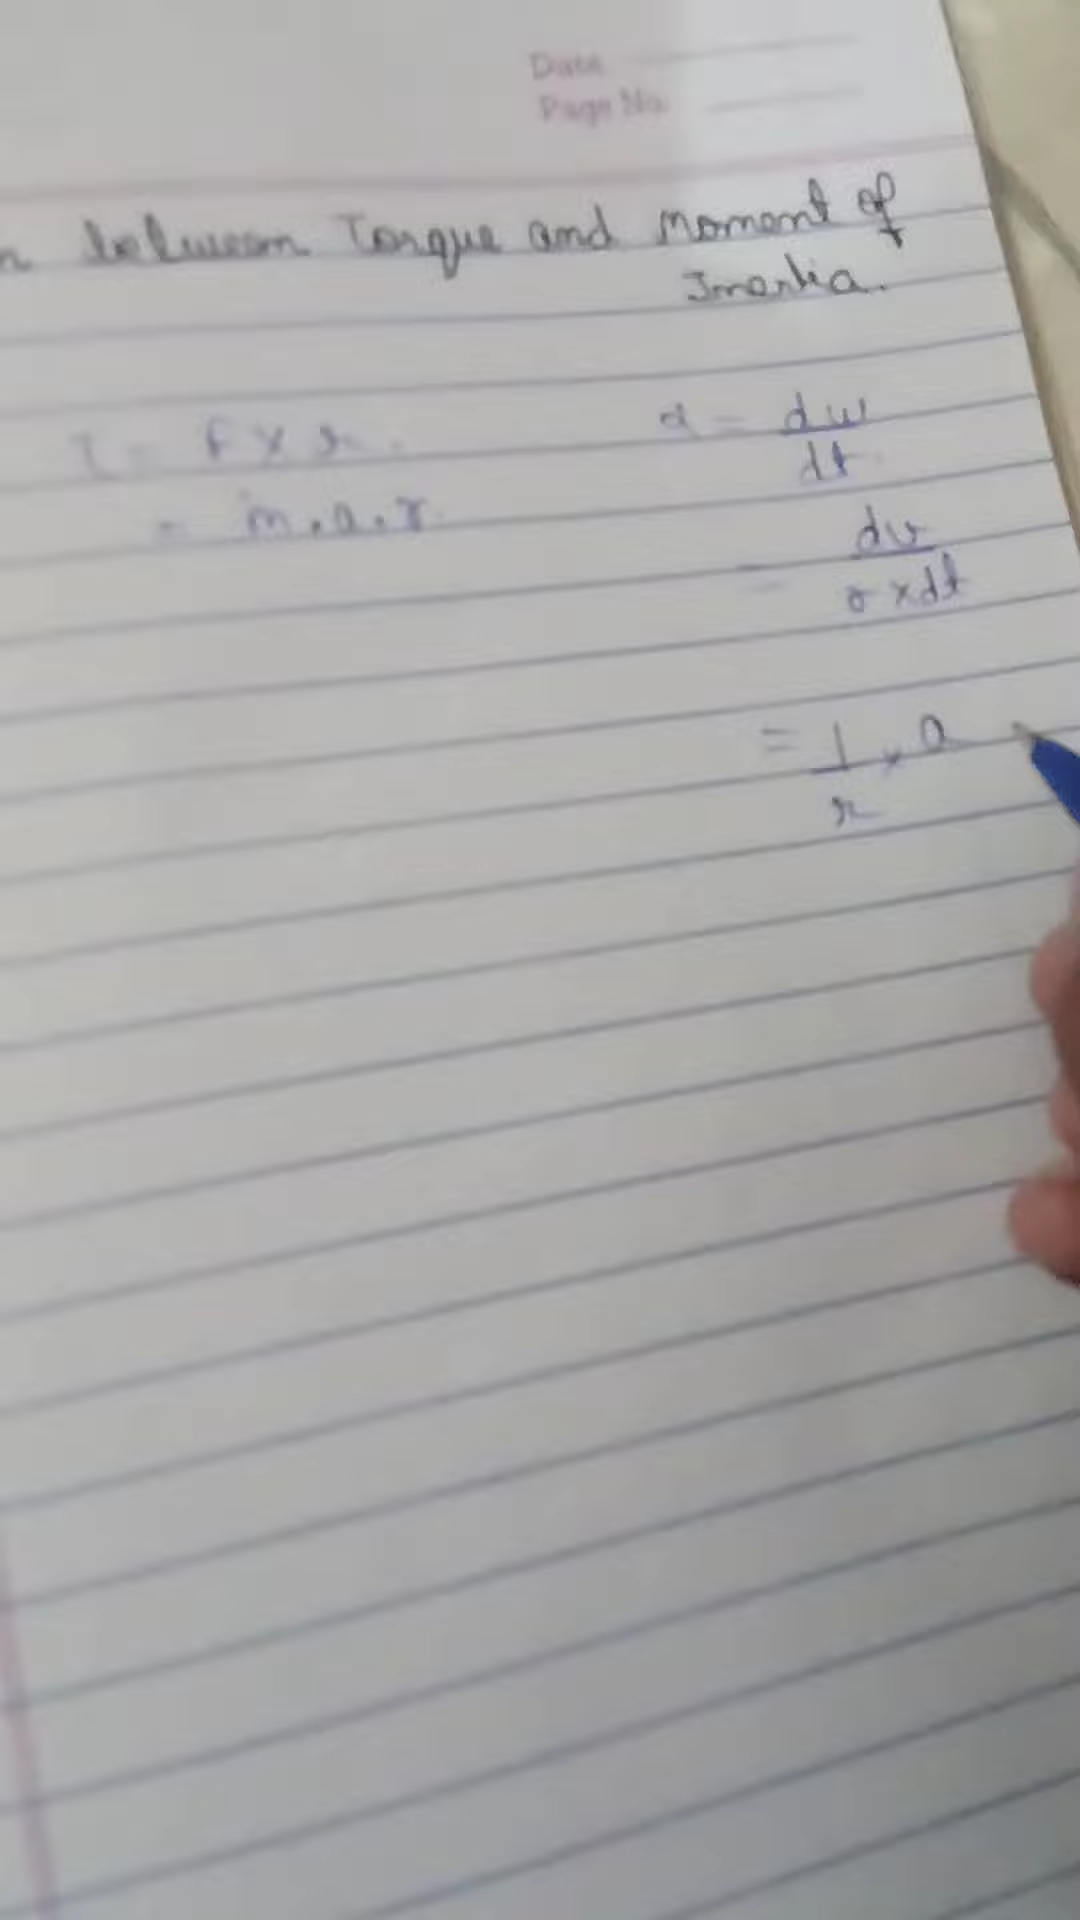 Date
Page No.
n between Torque and Moment of
Inertia.
τ = F × r.
= m.a.r
α = dω/dt
= dv/r×dt
= 1/r × a